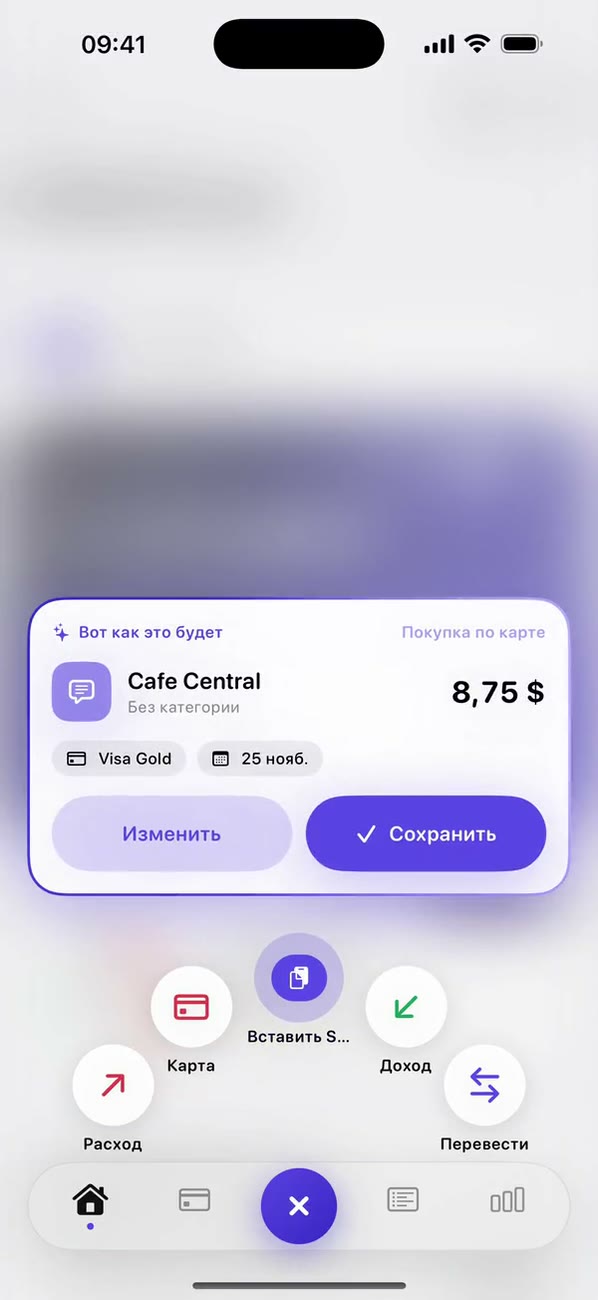 09:41
Вот как это будет
Покупка по карте
Cafe Central
Без категории
8,75 $
Visa Gold
25 нояб.
Изменить
Сохранить
Вставить S...
Карта
Доход
Расход
Перевести